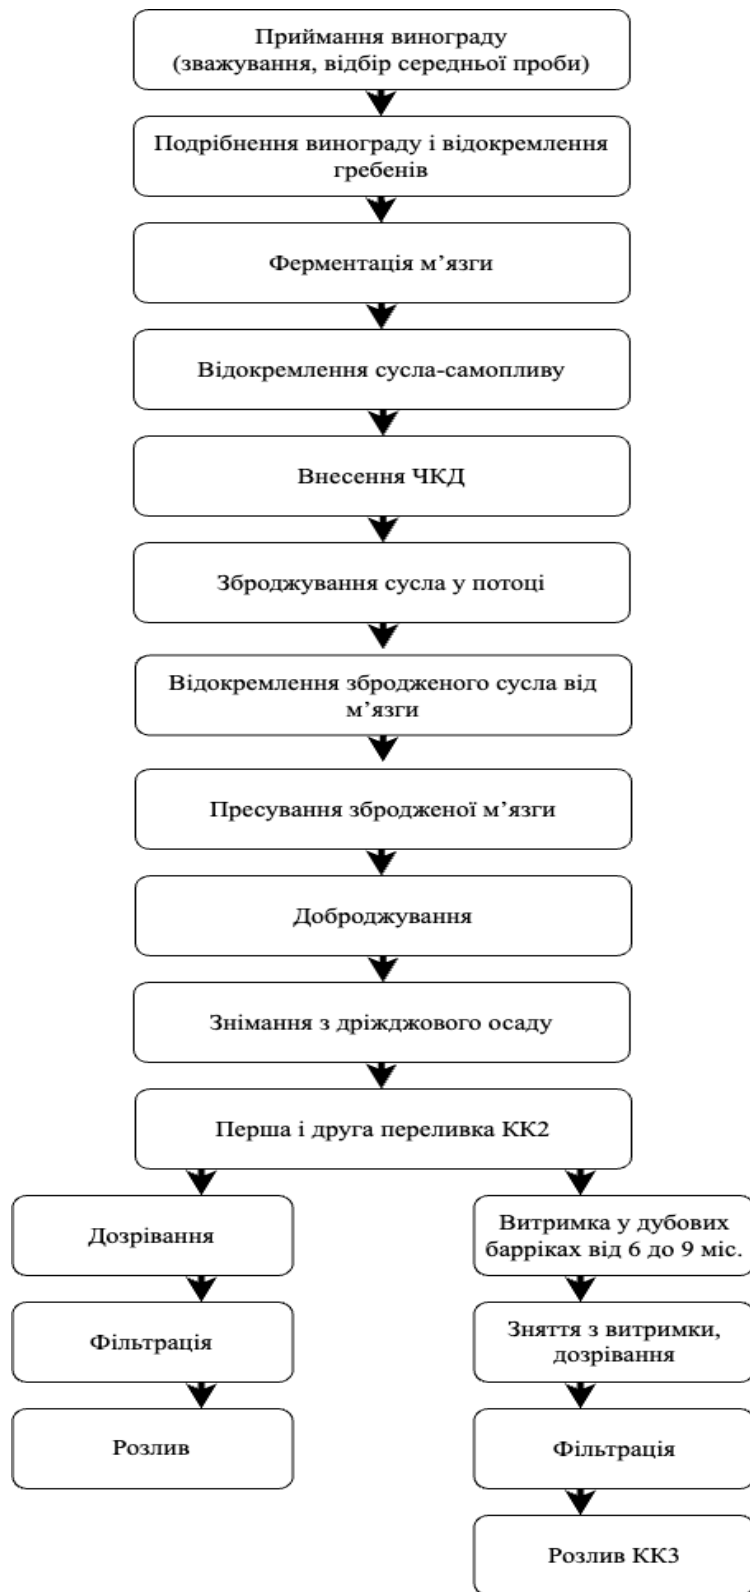 Приймання винограду
(зважування, відбір середньої проби)
Подрібнення винограду і відокремлення
гребенів
Ферментація м’язги
Відокремлення сусла-самопливу
Внесення ЧКД
Зброджування сусла у потоці
Відокремлення збродженого сусла від
м’язги
Пресування збродженої м’язги
Доброджування
Знімання з дріжджового осаду
Перша і друга переливка КК2
Дозрівання
Фільтрація
Розлив
Витримка у дубових
барріках від 6 до 9 міс.
Зняття з витримки,
дозрівання
Фільтрація
Розлив КК3